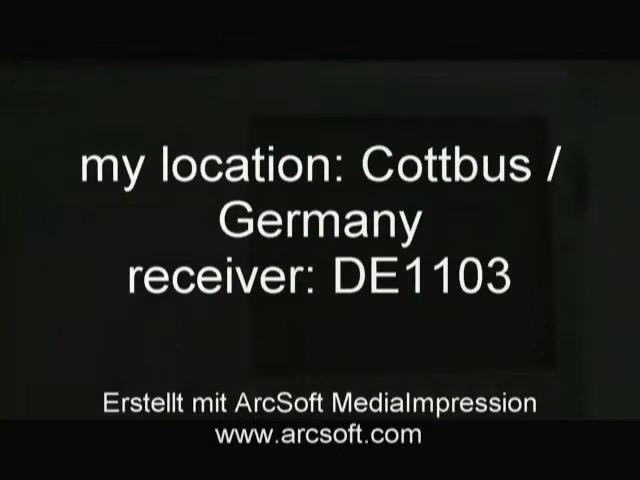 my location: Cottbus /
Germany
receiver: DE1103
Erstellt mit ArcSoft MediaImpression
www.arcsoft.com